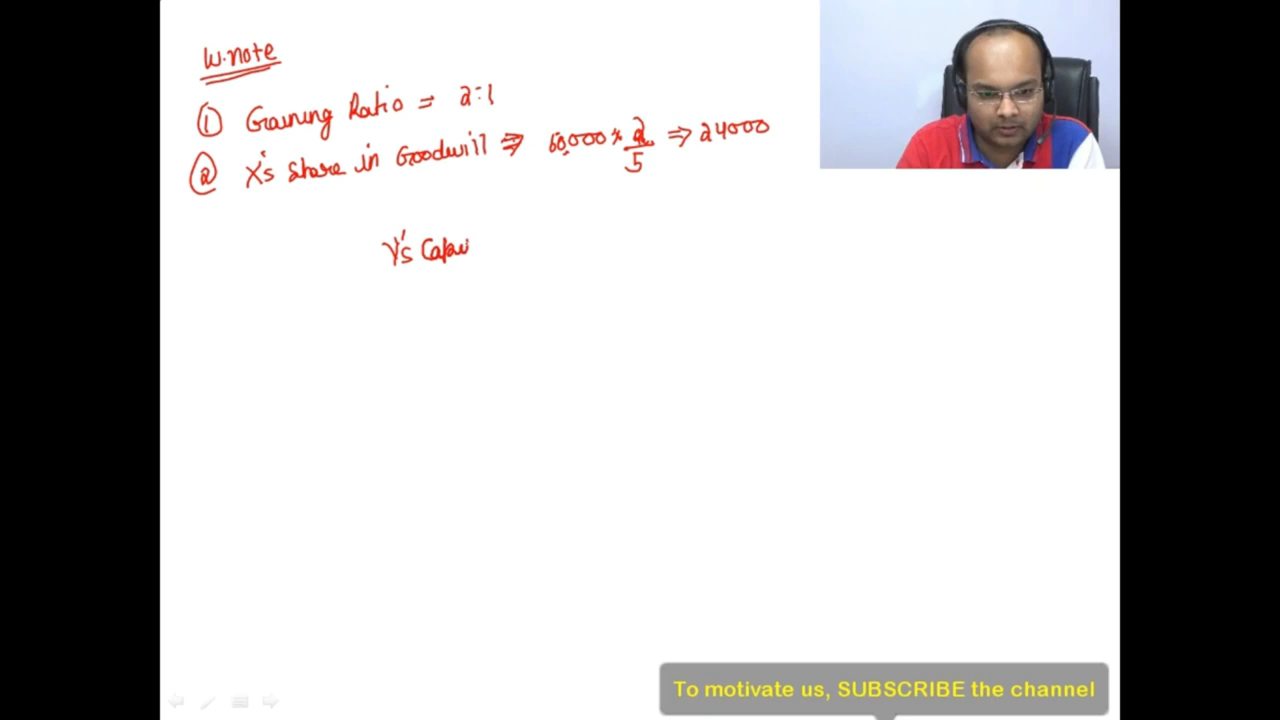 W.note
① Gaining Ratio = 2:1
② X's Share in Goodwill ⇒ 60,000 × 2/5 ⇒ 24000
Y's Capi
To motivate us, SUBSCRIBE the channel